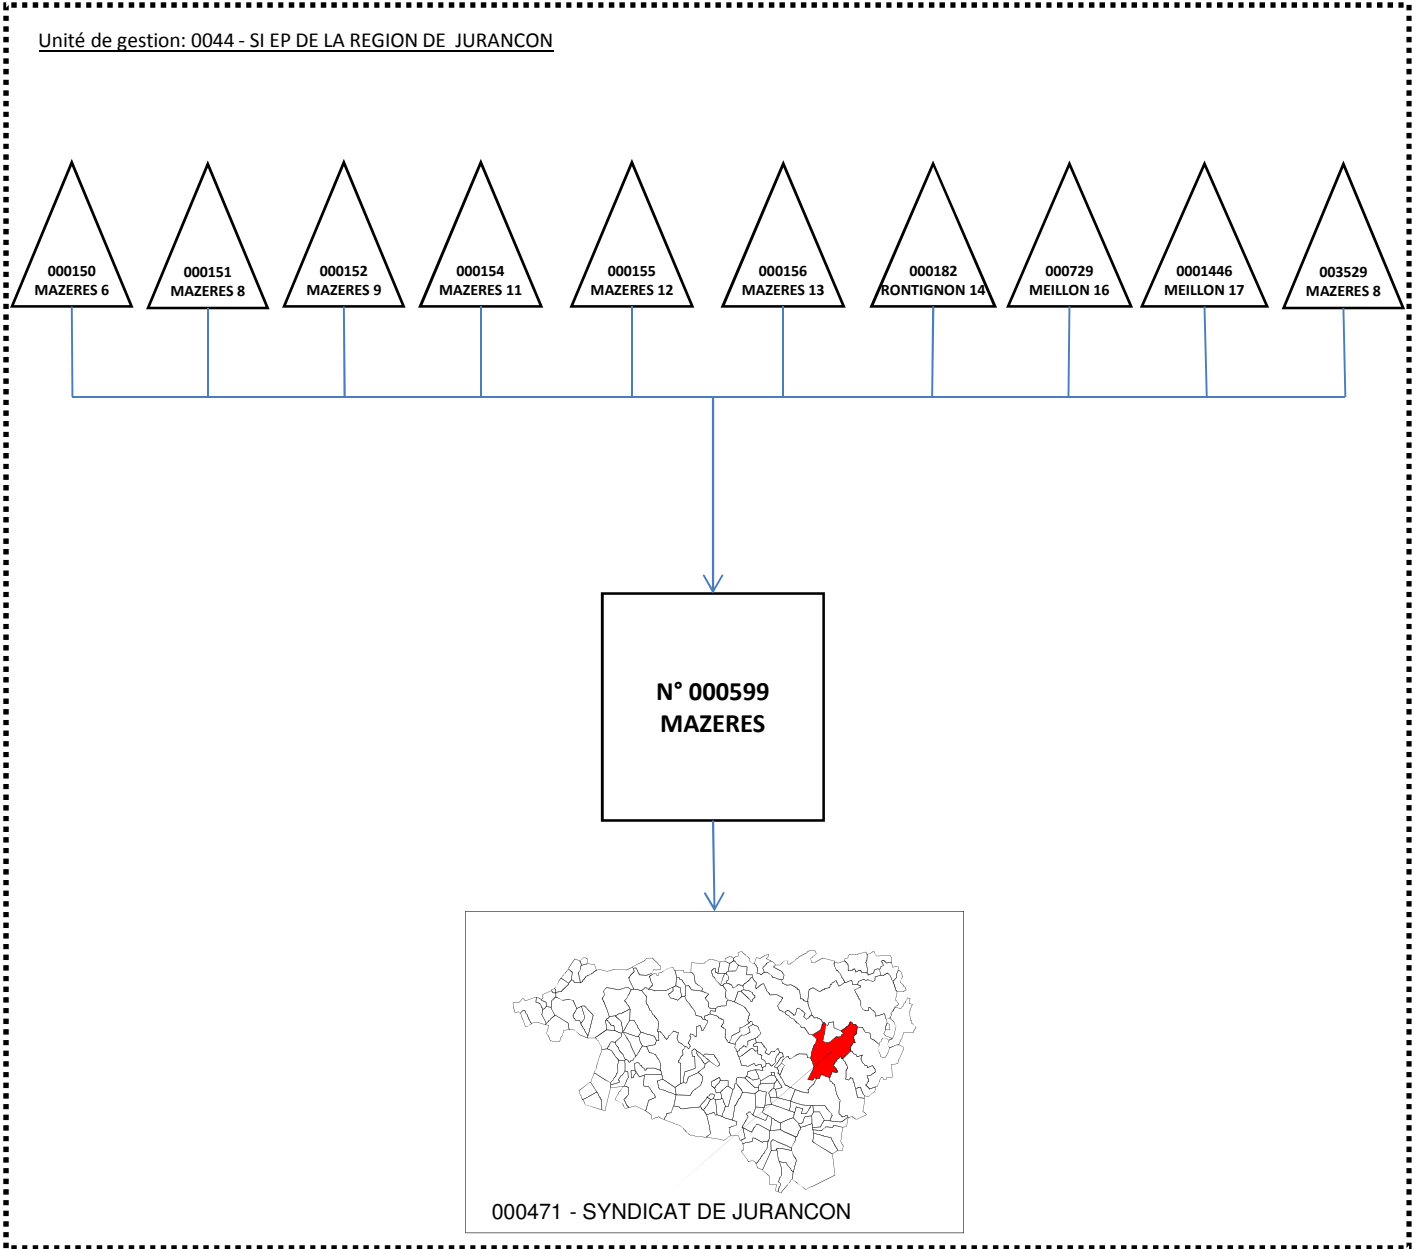 Unité de gestion: 0044 - SI EP DE LA REGION DE  JURANCON
000150
MAZERES 6
000151
MAZERES 8
000152
MAZERES 9
000154
MAZERES 11
000155
MAZERES 12
000156
MAZERES 13
000182
RONTIGNON 14
000729
MEILLON 16
0001446
MEILLON 17
003529
MAZERES 8
N° 000599
MAZERES
000471 - SYNDICAT DE JURANCON